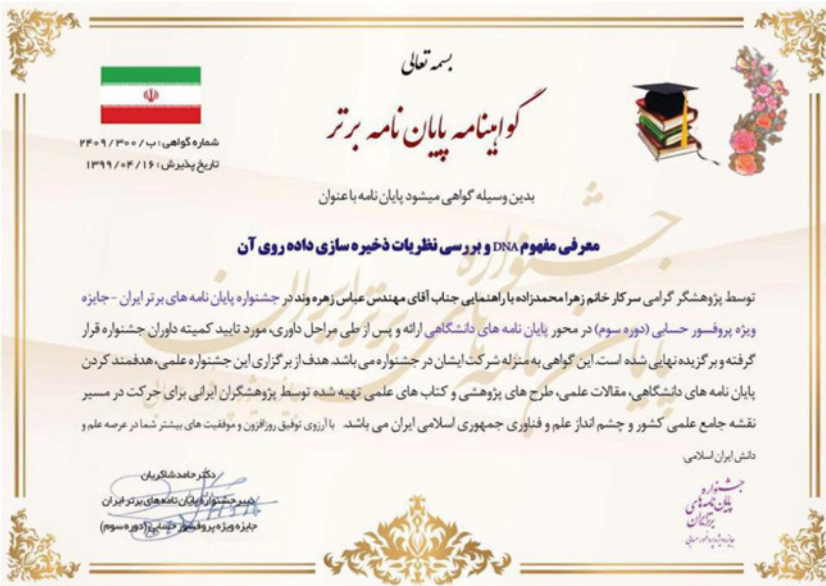 بسمه تعالی
گواهینامه پایان نامه برتر
شماره گواهی : ب/۳۰۰/ ۲۴۰۹
تاریخ پذیرش : ۱۳۹۹/۰۴/۱۶
بدین وسیله گواهی میشود پایان نامه با عنوان
معرفی مفهوم DNA و بررسی نظریات ذخیره سازی داده روی آن
توسط پژوهشگر گرامی سرکار خانم زهرا محمدزاده با راهنمایی جناب آقای مهندس عباس زهره وند در جشنواره پایان نامه های برتر ایران - جایزه
ویژه پروفسور حسابی (دوره سوم) در محور پایان نامه های دانشگاهی ارائه و پس از طی مراحل داوری، مورد تایید کمیته داوران جشنواره قرار
گرفته و برگزیده نهایی شده است. این گواهی به منزله شرکت ایشان در جشنواره می باشد. هدف از برگزاری این جشنواره علمی، هدفمند کردن
پایان نامه های دانشگاهی، مقالات علمی، طرح های پژوهشی و کتاب های علمی تهیه شده توسط پژوهشگران ایرانی برای حرکت در مسیر
نقشه جامع علمی کشور و چشم انداز علم و فناوری جمهوری اسلامی ایران می باشد. با آرزوی توفیق روزافزون و موفقیت های بیشتر شما در عرصه علم و
دانش ایران اسلامی.
دکتر حامد شاکریان
دبیر جشنواره پایان نامه های برتر ایران
جایزه ویژه پروفسور حسابی (دوره سوم)
جشنواره
پایان نامه های
برتر ایران
جایزه ویژه پروفسور حسابی